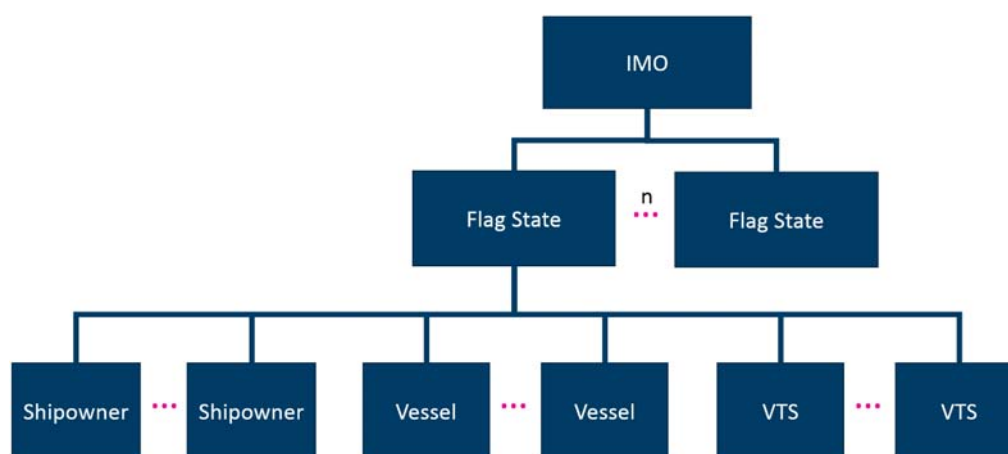 IMO
n
Flag State ... Flag State
Shipowner ... Shipowner Vessel ... Vessel VTS ... VTS